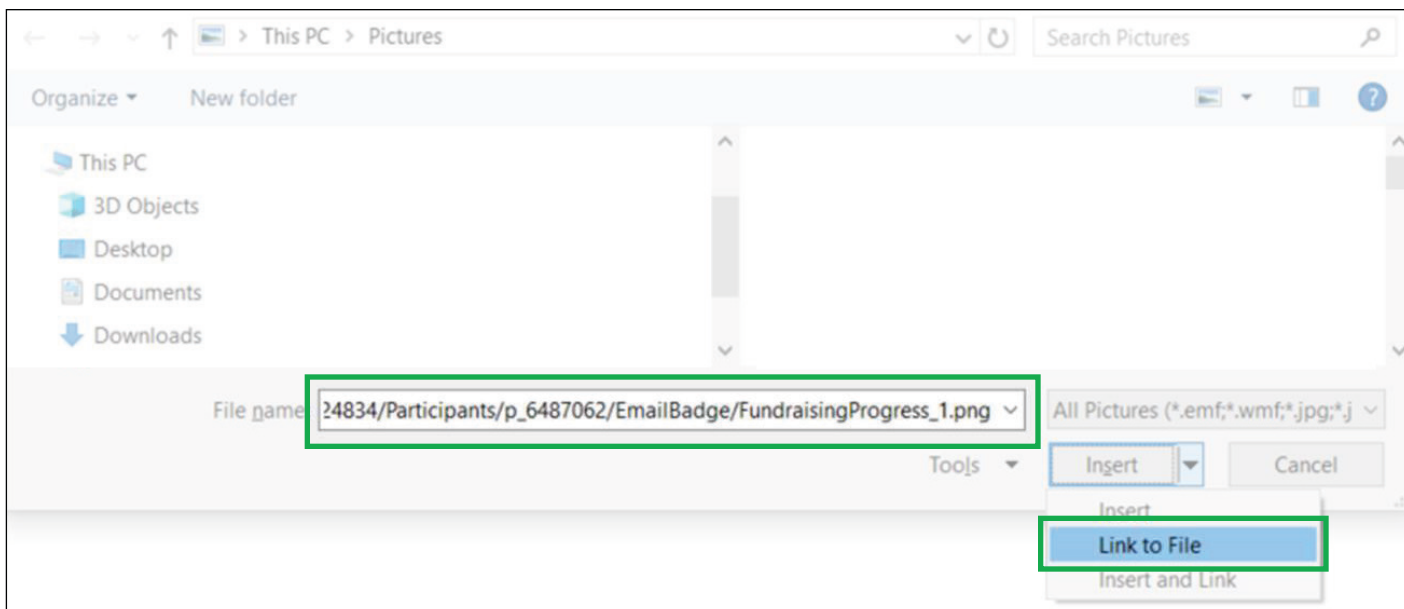 This PC > Pictures
Search Pictures
Organize
New folder
?
This PC
3D Objects
Desktop
Documents
Downloads
File name 24834/Participants/p_6487062/EmailBadge/FundraisingProgress_1.png
All Pictures (*.emf;*.wmf;*.jpg;*.j
Tools
Insert
Cancel
Insert
Link to File
Insert and Link